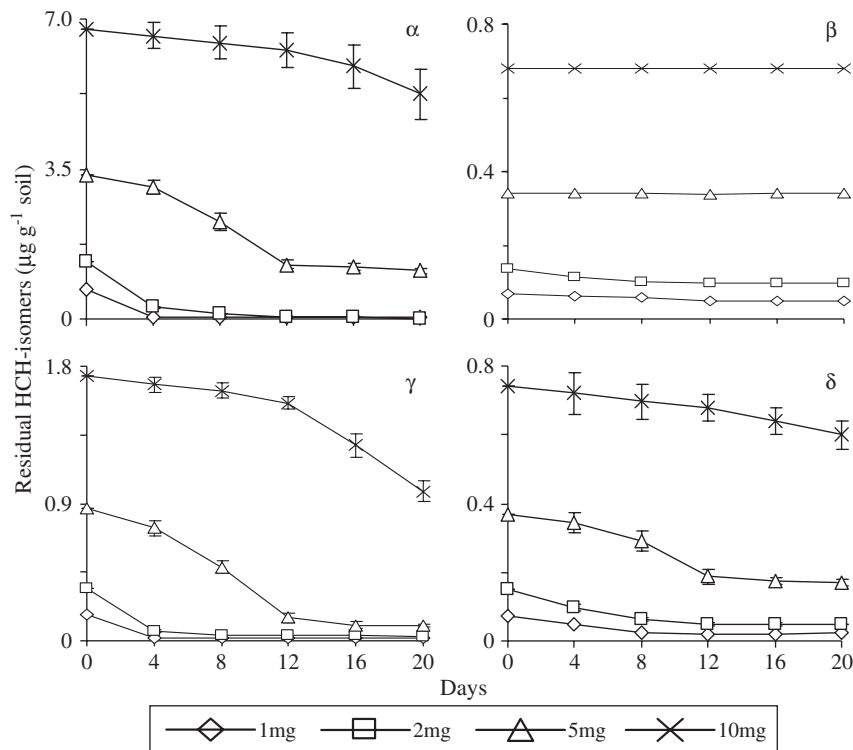 Residual HCH-isomers (μg g⁻¹ soil)
α
7.0
3.5
0
β
0.8
0.4
0
γ
1.8
0.9
0
0 4 8 12 16 20
δ
0.8
0.4
0
0 4 8 12 16 20
Days
1mg 2mg 5mg 10mg